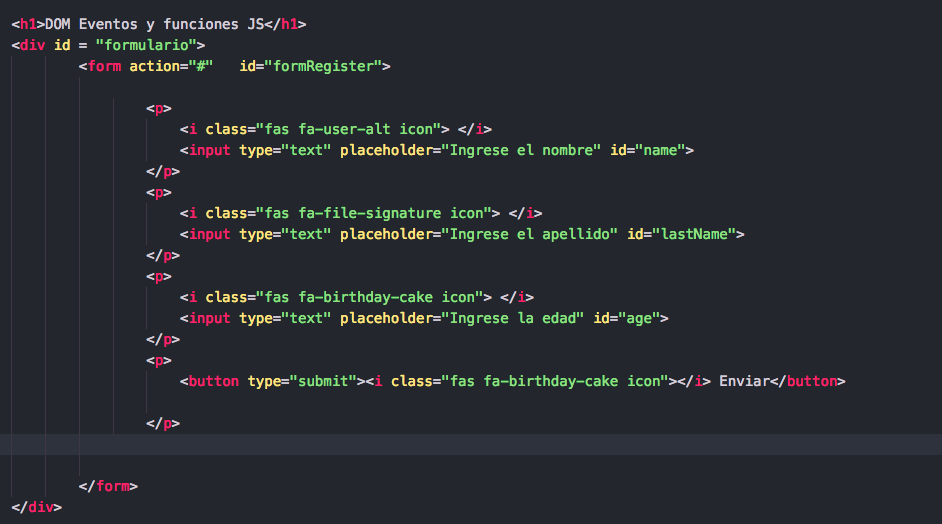 <h1>DOM Eventos y funciones JS</h1>
<div id = "formulario">
<form action="#"   id="formRegister">
<p>
<i class="fas fa-user-alt icon"> </i>
<input type="text" placeholder="Ingrese el nombre" id="name">
</p>
<p>
<i class="fas fa-file-signature icon"> </i>
<input type="text" placeholder="Ingrese el apellido" id="lastName">
</p>
<p>
<i class="fas fa-birthday-cake icon"> </i>
<input type="text" placeholder="Ingrese la edad" id="age">
</p>
<p>
<button type="submit"><i class="fas fa-birthday-cake icon"></i> Enviar</button>
</p>
</form>
</div>